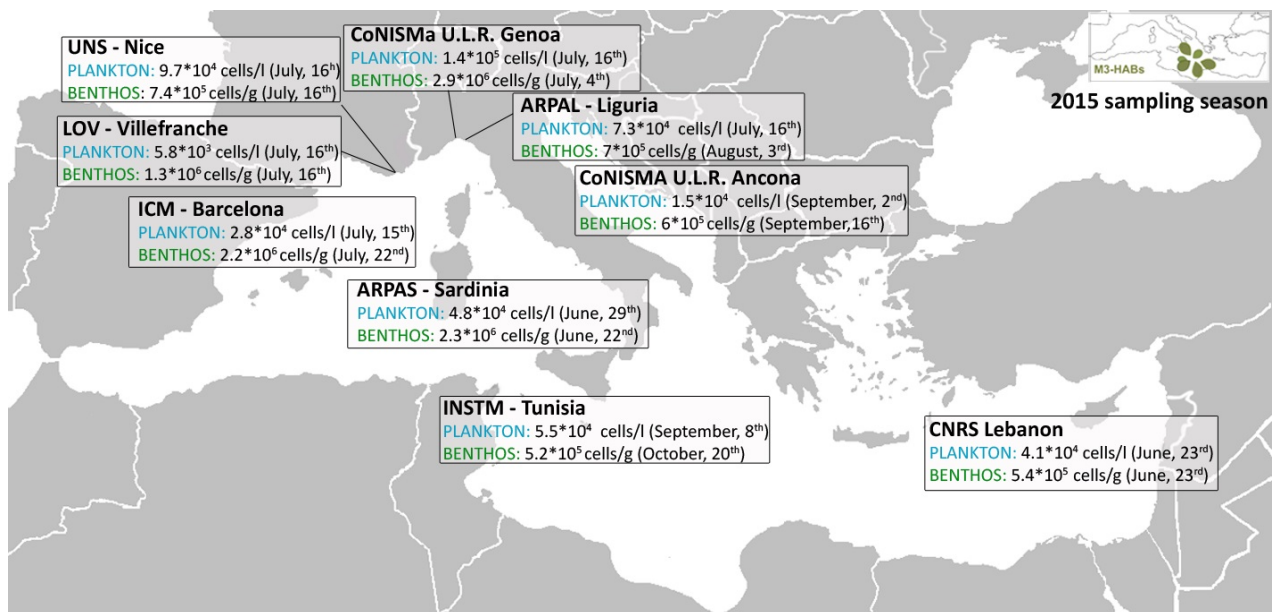 UNS - Nice
PLANKTON: 9.7*10⁴ cells/l (July, 16ʰ)
BENTHOS: 7.4*10⁵ cells/g (July, 16ᵗʰ)
CoNISMa U.L.R. Genoa
PLANKTON: 1.4*10⁵ cells/l (July, 16ᵗʰ)
BENTHOS: 2.9*10⁶ cells/g (July, 4ᵗʰ)
M3-HABs
2015 sampling season
LOV - Villefranche
PLANKTON: 5.8*10³ cells/l (July, 16ᵗʰ)
BENTHOS: 1.3*10⁶ cells/g (July, 16ᵗʰ)
ARPAL - Liguria
PLANKTON: 7.3*10⁴ cells/l (July, 16ᵗʰ)
BENTHOS: 7*10⁵ cells/g (August, 3ʳᵈ)
CoNISMA U.L.R. Ancona
PLANKTON: 1.5*10⁴ cells/l (September, 2ⁿᵈ)
BENTHOS: 6*10⁵ cells/g (September,16ᵗʰ)
ICM - Barcelona
PLANKTON: 2.8*10⁴ cells/l (July, 15ᵗʰ)
BENTHOS: 2.2*10⁶ cells/g (July, 22ⁿᵈ)
ARPAS - Sardinia
PLANKTON: 4.8*10⁴ cells/l (June, 29ᵗʰ)
BENTHOS: 2.3*10⁶ cells/g (June, 22ⁿᵈ)
INSTM - Tunisia
PLANKTON: 5.5*10⁴ cells/l (September, 8ᵗʰ)
BENTHOS: 5.2*10⁵ cells/g (October, 20ᵗʰ)
CNRS Lebanon
PLANKTON: 4.1*10⁴ cells/l (June, 23ʳᵈ)
BENTHOS: 5.4*10⁵ cells/g (June, 23ʳᵈ)